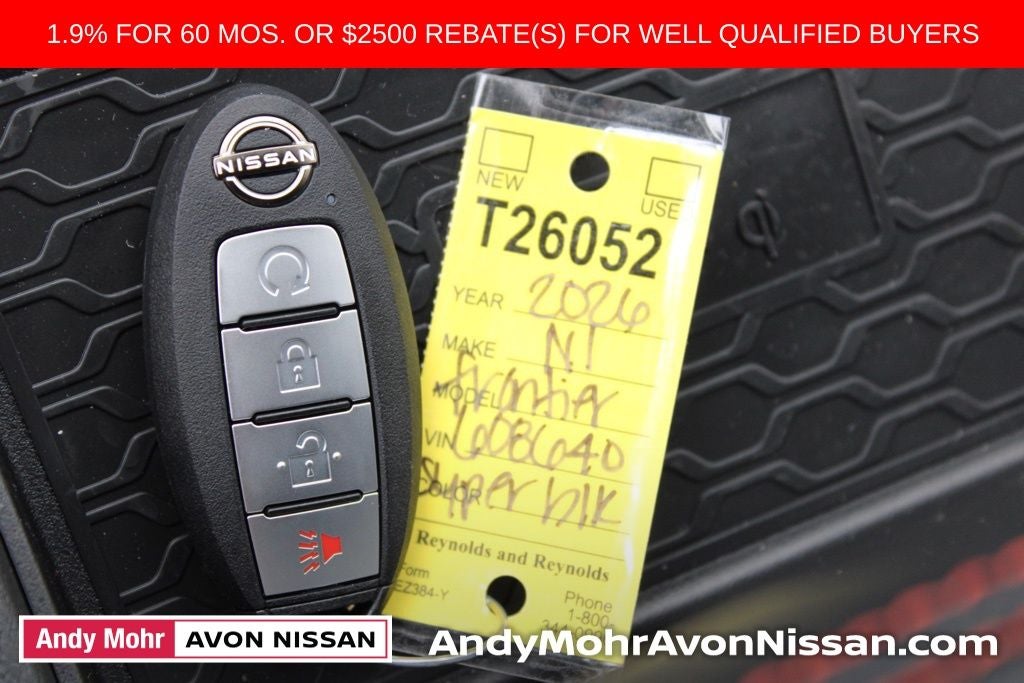 1.9% FOR 60 MOS. OR $2500 REBATE(S) FOR WELL QUALIFIED BUYERS
NISSAN
NEW
USE
T26052
YEAR 2026
MAKE N.I
MODEL Frontier
VIN 608640
COLOR Super blk
Reynolds and Reynolds
Form
EZ384-Y
Phone
1-800-
Andy Mohr AVON NISSAN
AndyMohrAvonNissan.com